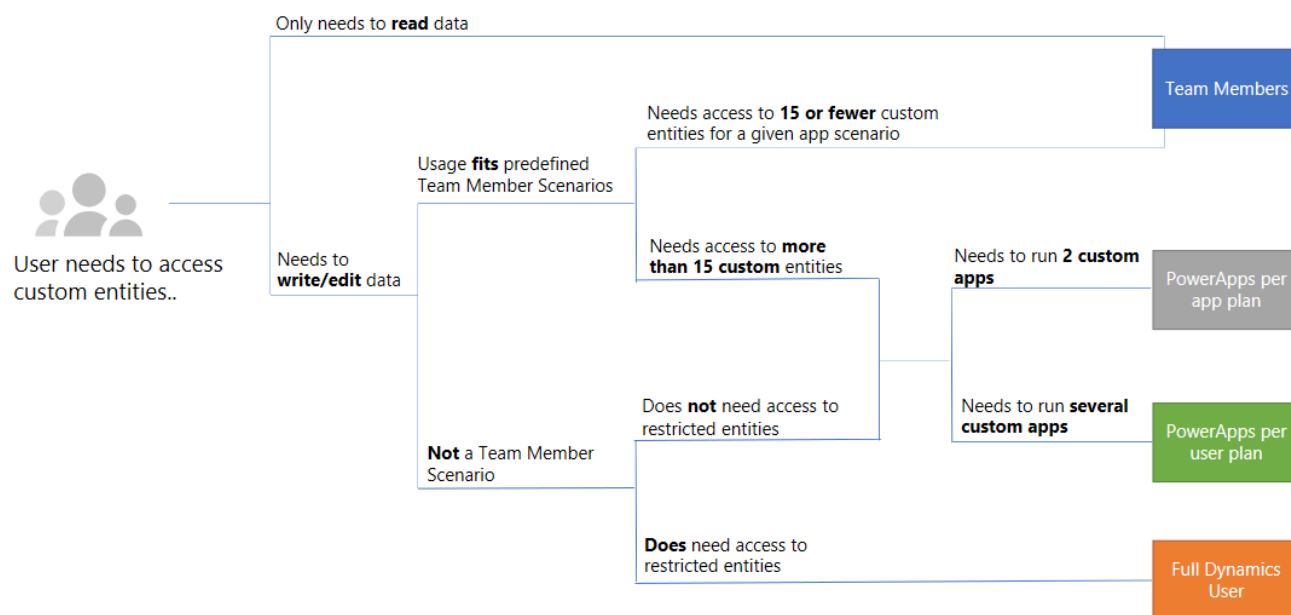 Only needs to read data
Team Members
Needs access to 15 or fewer custom
entities for a given app scenario
Usage fits predefined
Team Member Scenarios
User needs to access
custom entities..
Needs to
write/edit data
Needs access to more
than 15 custom entities
Needs to run 2 custom
apps
PowerApps per
app plan
Does not need access to
restricted entities
Needs to run several
custom apps
PowerApps per
user plan
Not a Team Member
Scenario
Does need access to
restricted entities
Full Dynamics
User